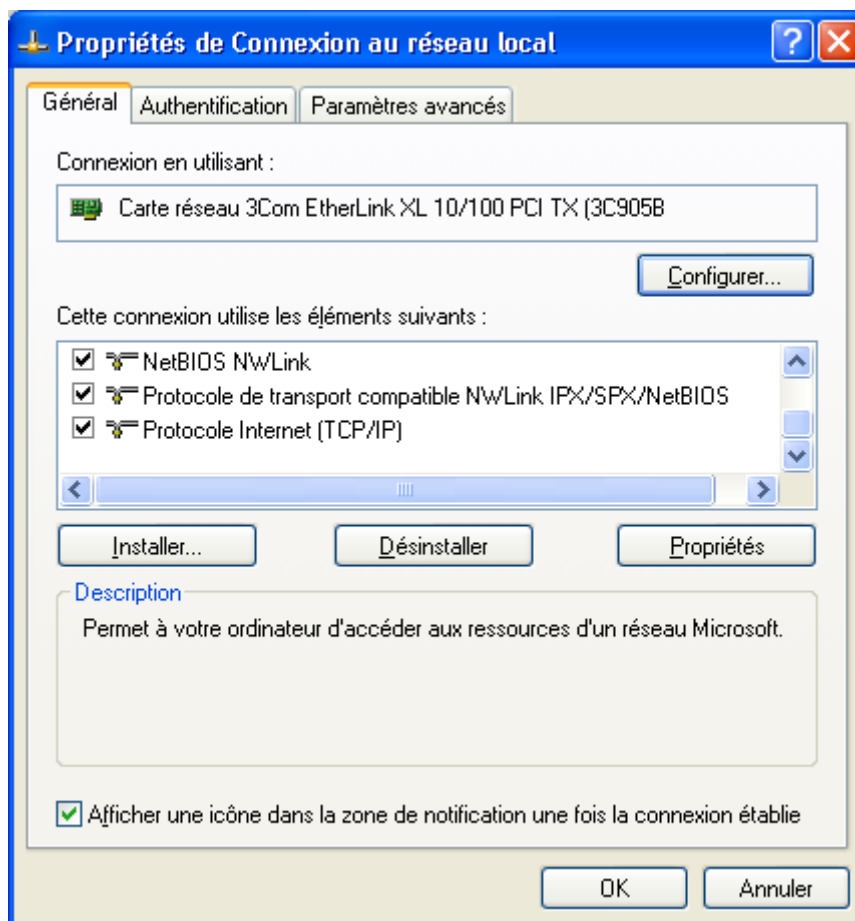 Propriétés de Connexion au réseau local
Général Authentification Paramètres avancés
Connexion en utilisant :
Carte réseau 3Com EtherLink XL 10/100 PCI TX (3C905B
Configurer...
Cette connexion utilise les éléments suivants :
NetBIOS NWLink
Protocole de transport compatible NWLink IPX/SPX/NetBIOS
Protocole Internet (TCP/IP)
Installer... Désinstaller Propriétés
Description
Permet à votre ordinateur d'accéder aux ressources d'un réseau Microsoft.
Afficher une icône dans la zone de notification une fois la connexion établie
OK Annuler